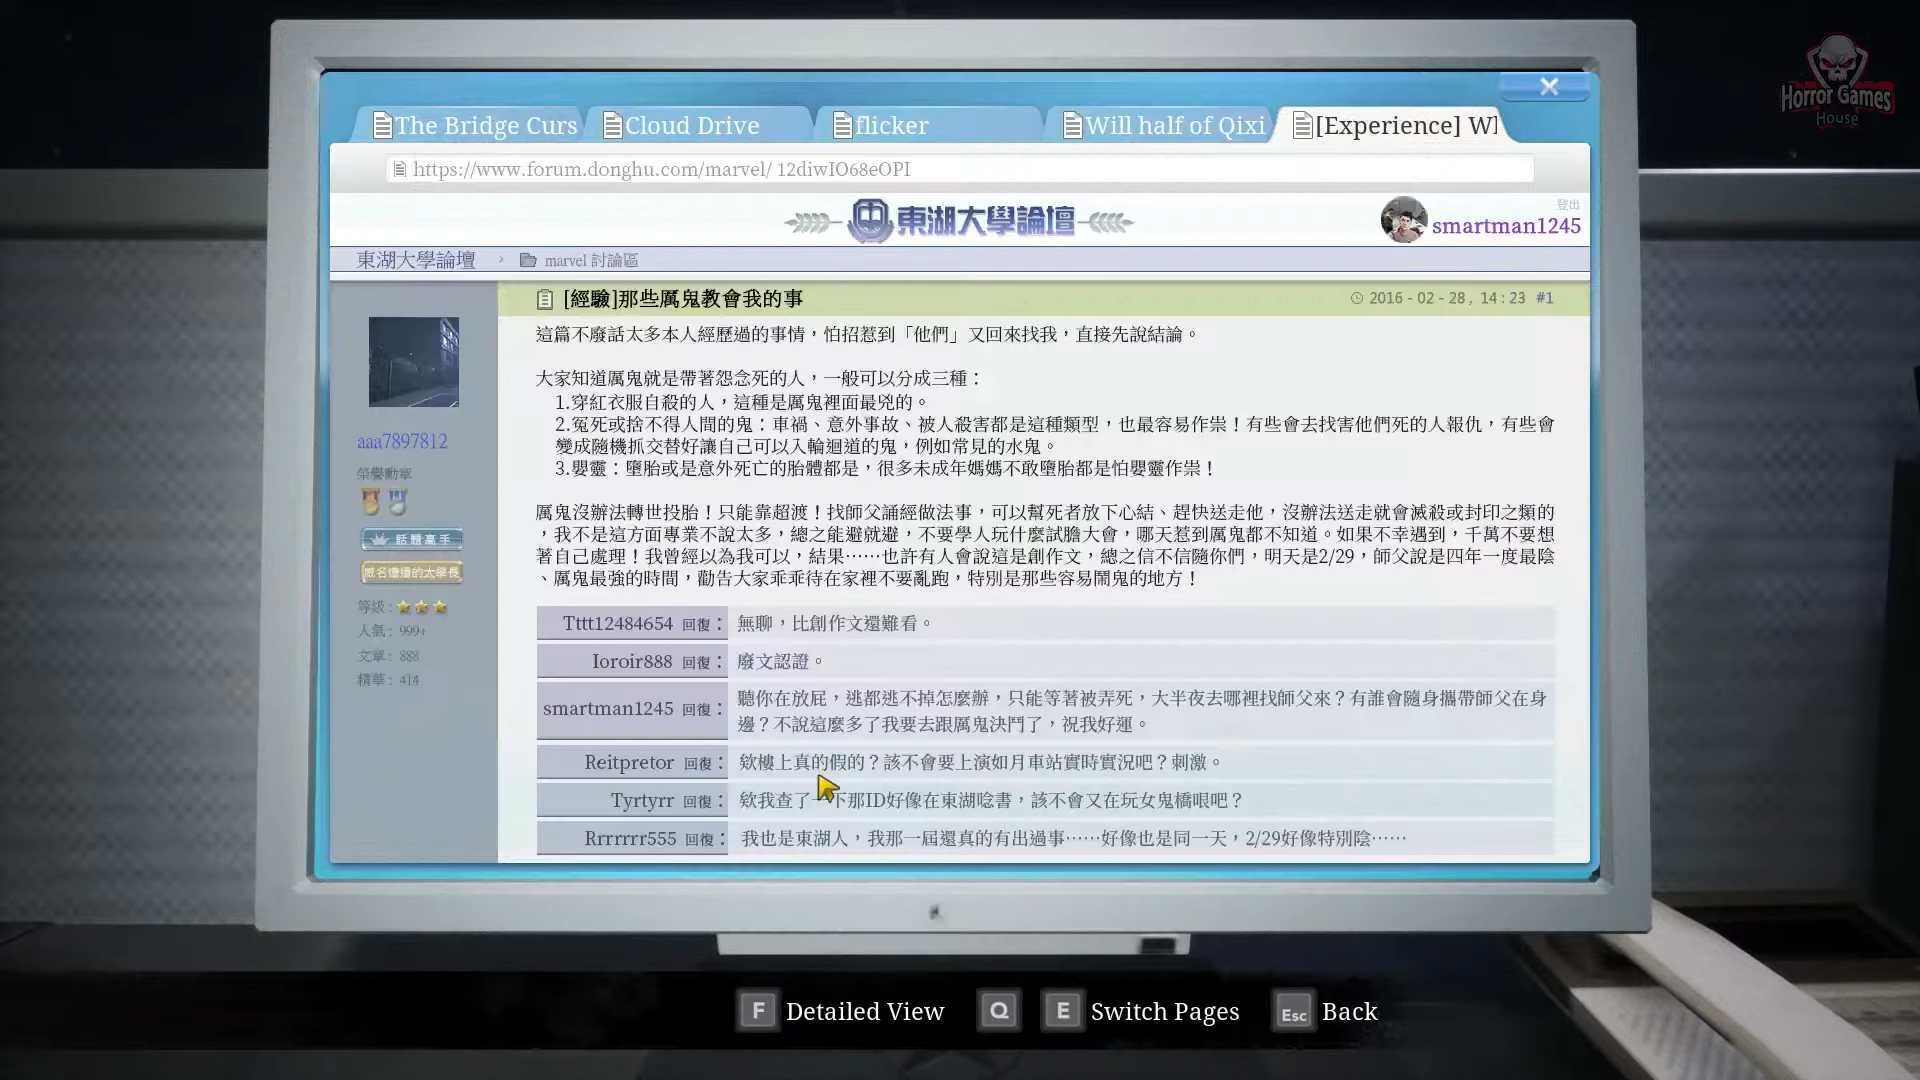 Horror Games
House
The Bridge Curs
Cloud Drive
flicker
Will half of Qixi
[Experience] W
https://www.forum.donghu.com/marvel/ 12diwIO68eOPI
東湖大學論壇
登出
smartman1245
東湖大學論壇 › marvel 討論區
[經驗]那些厲鬼教會我的事
2016 - 02 - 28 , 14 : 23 #1
aaa7897812
榮譽勳章
話題高手
威名遠播的大學長
等級 :
人氣 : 999+
文章 : 888
精華 : 414
這篇不廢話太多本人經歷過的事情，怕招惹到「他們」又回來找我，直接先說結論。
大家知道厲鬼就是帶著怨念死的人，一般可以分成三種：
1.穿紅衣服自殺的人，這種是厲鬼裡面最兇的。
2.冤死或捨不得人間的鬼：車禍、意外事故、被人殺害都是這種類型，也最容易作祟！有些會去找害他們死的人報仇，有些會
變成隨機抓交替好讓自己可以入輪迴道的鬼，例如常見的水鬼。
3.嬰靈：墮胎或是意外死亡的胎體都是，很多未成年媽媽不敢墮胎都是怕嬰靈作祟！
厲鬼沒辦法轉世投胎！只能靠超渡！找師父誦經做法事，可以幫死者放下心結、趕快送走他，沒辦法送走就會滅殺或封印之類的
，我不是這方面專業不說太多，總之能避就避，不要學人玩什麼試膽大會，哪天惹到厲鬼都不知道。如果不幸遇到，千萬不要想
著自己處理！我曾經以為我可以，結果……也許有人會說這是創作文，總之信不信隨你們，明天是2/29，師父說是四年一度最陰
、厲鬼最強的時間，勸告大家乖乖待在家裡不要亂跑，特別是那些容易鬧鬼的地方！
Tttt12484654 回復： 無聊，比創作文還難看。
Ioroir888 回復： 廢文認證。
smartman1245 回復： 聽你在放屁，逃都逃不掉怎麼辦，只能等著被弄死，大半夜去哪裡找師父來？有誰會隨身攜帶師父在身
邊？不說這麼多了我要去跟厲鬼決鬥了，祝我好運。
Reitpretor 回復： 欸樓上真的假的？該不會要上演如月車站實時實況吧？刺激。
Tyrtyrr 回復： 欸我查了一下那ID好像在東湖唸書，該不會又在玩女鬼橋哏吧？
Rrrrrrr555 回復： 我也是東湖人，我那一屆還真的有出過事……好像也是同一天，2/29好像特別陰……
F Detailed View Q E Switch Pages Esc Back